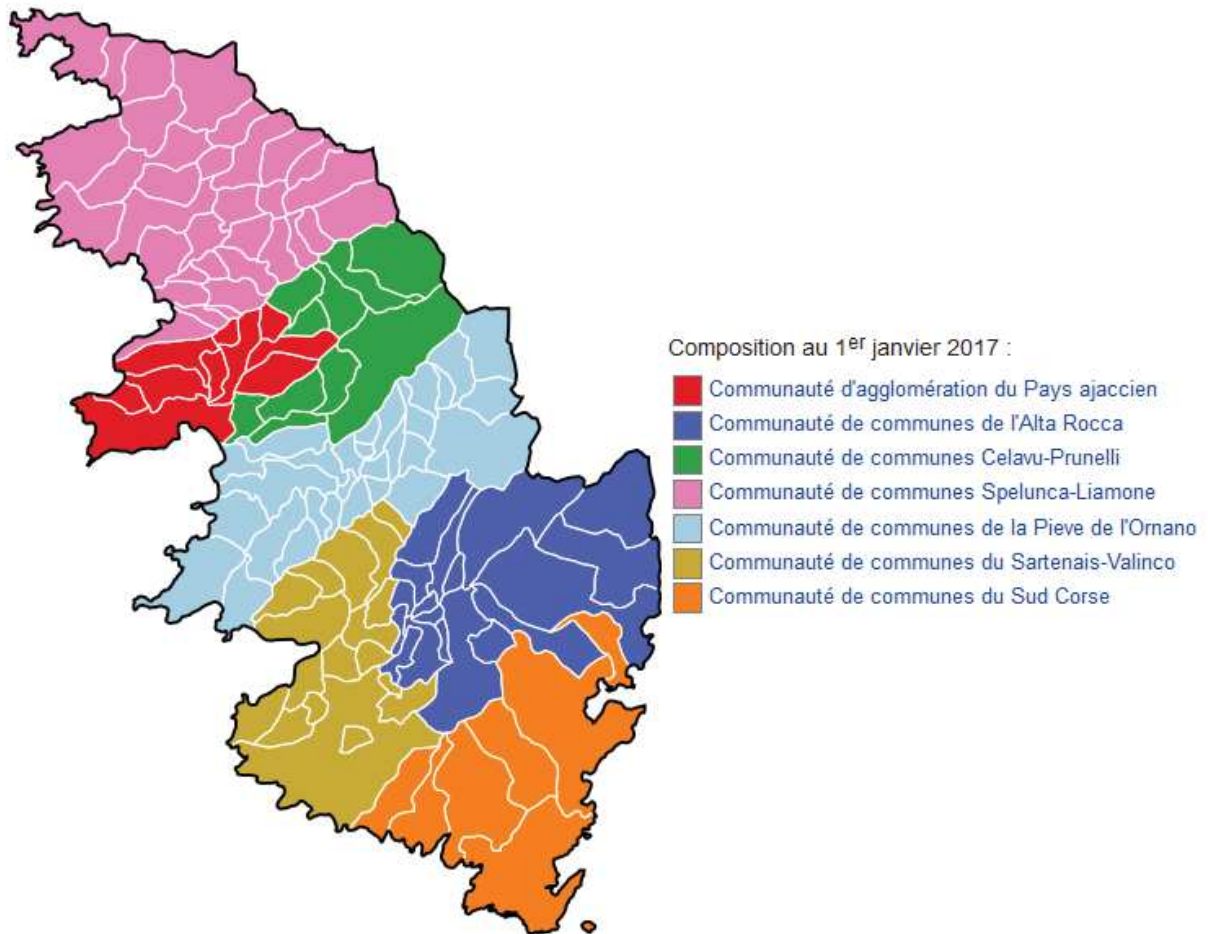 Composition au 1er janvier 2017 :
Communauté d'agglomération du Pays ajaccien
Communauté de communes de l'Alta Rocca
Communauté de communes Celavu-Prunelli
Communauté de communes Spelunca-Liamone
Communauté de communes de la Pieve de l'Ornano
Communauté de communes du Sartenais-Valinco
Communauté de communes du Sud Corse